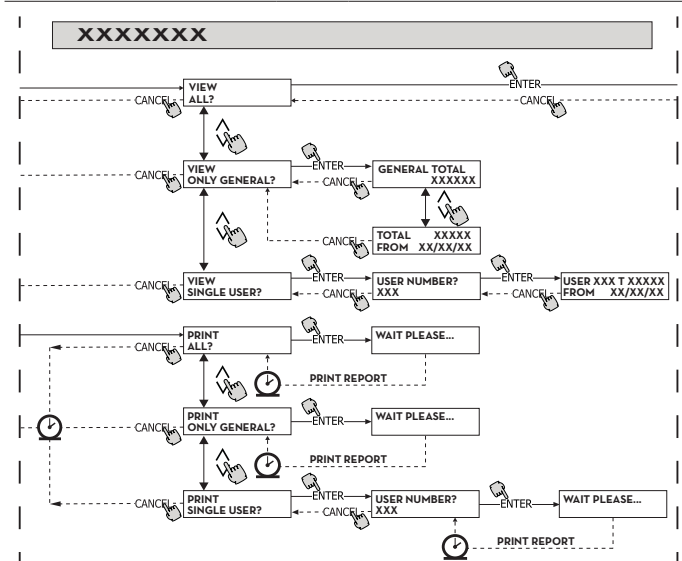 XXXXXXX
ENTER
VIEW
ALL?
CANCEL
CANCEL
VIEW
ONLY GENERAL?
CANCEL
ENTER
CANCEL
GENERAL TOTAL
XXXXXX
CANCEL
TOTAL XXXXX
FROM XX/XX/XX
VIEW
SINGLE USER?
CANCEL
ENTER
CANCEL
USER NUMBER?
XXX
ENTER
CANCEL
USER XXX T XXXXX
FROM XX/XX/XX
PRINT
ALL?
CANCEL
ENTER
WAIT PLEASE...
PRINT REPORT
PRINT
ONLY GENERAL?
CANCEL
ENTER
WAIT PLEASE...
PRINT REPORT
PRINT
SINGLE USER?
CANCEL
ENTER
CANCEL
USER NUMBER?
XXX
ENTER
WAIT PLEASE...
PRINT REPORT